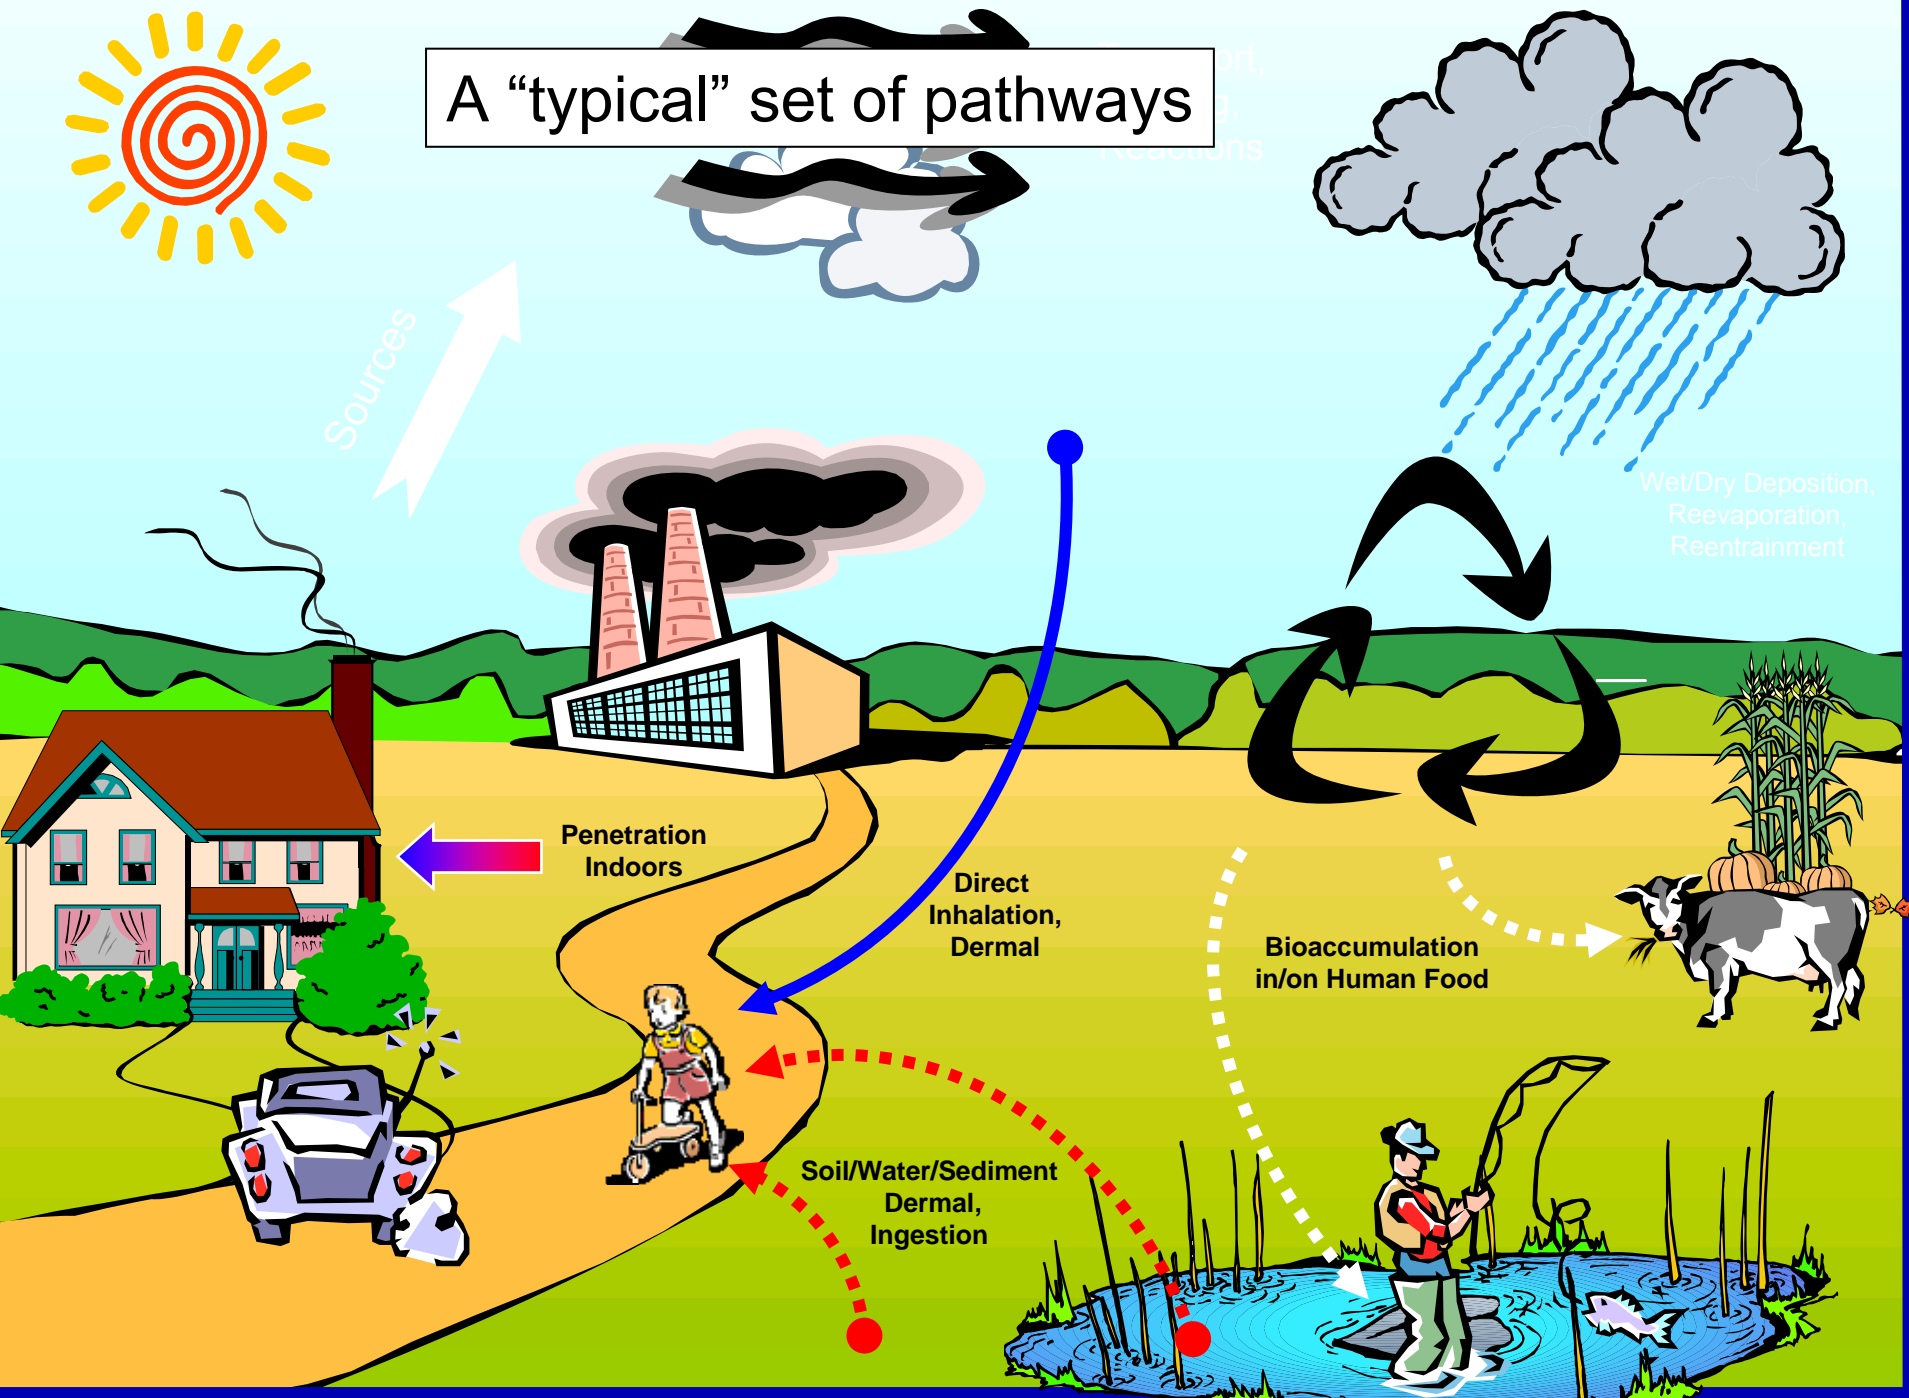 A “typical” set of pathways
Reactions
Sources
Wet/Dry Deposition,
Reevaporation,
Reentrainment
Penetration
Indoors
Direct
Inhalation,
Dermal
Bioaccumulation
in/on Human Food
Soil/Water/Sediment
Dermal,
Ingestion